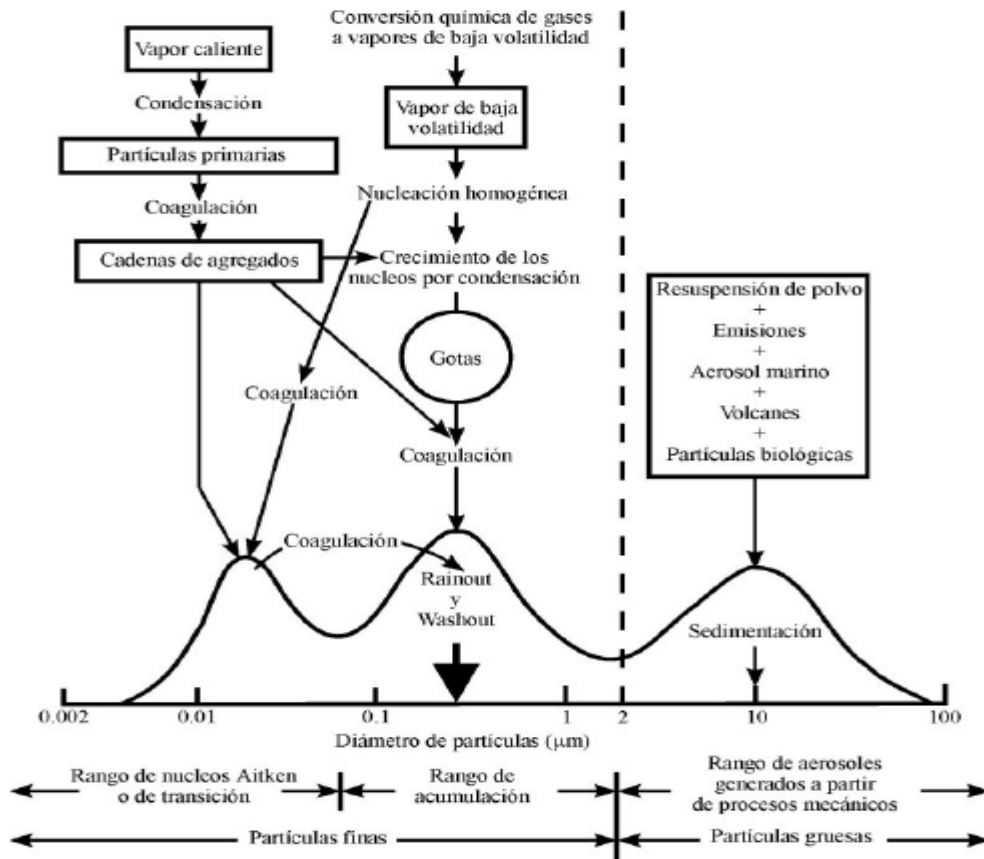 Conversión química de gases
a vapores de baja volatilidad
Vapor caliente
Condensación
Partículas primarias
Coagulación
Cadenas de agregados
Vapor de baja
volatilidad
Nucleación homogénea
Crecimiento de los
nucleos por condensación
Gotas
Coagulación
Coagulación
Resuspensión de polvo
+
Emisiones
+
Aerosol marino
+
Volcanes
+
Partículas biológicas
Coagulación
Rainout
y
Washout
Sedimentación
0.002 0.01 0.1 1 2 10 100
Diámetro de partículas (μm)
Rango de nucleos Aitken
o de transición
Rango de
acumulación
Rango de aerosoles
generados a partir
de procesos mecánicos
Partículas finas
Partículas gruesas